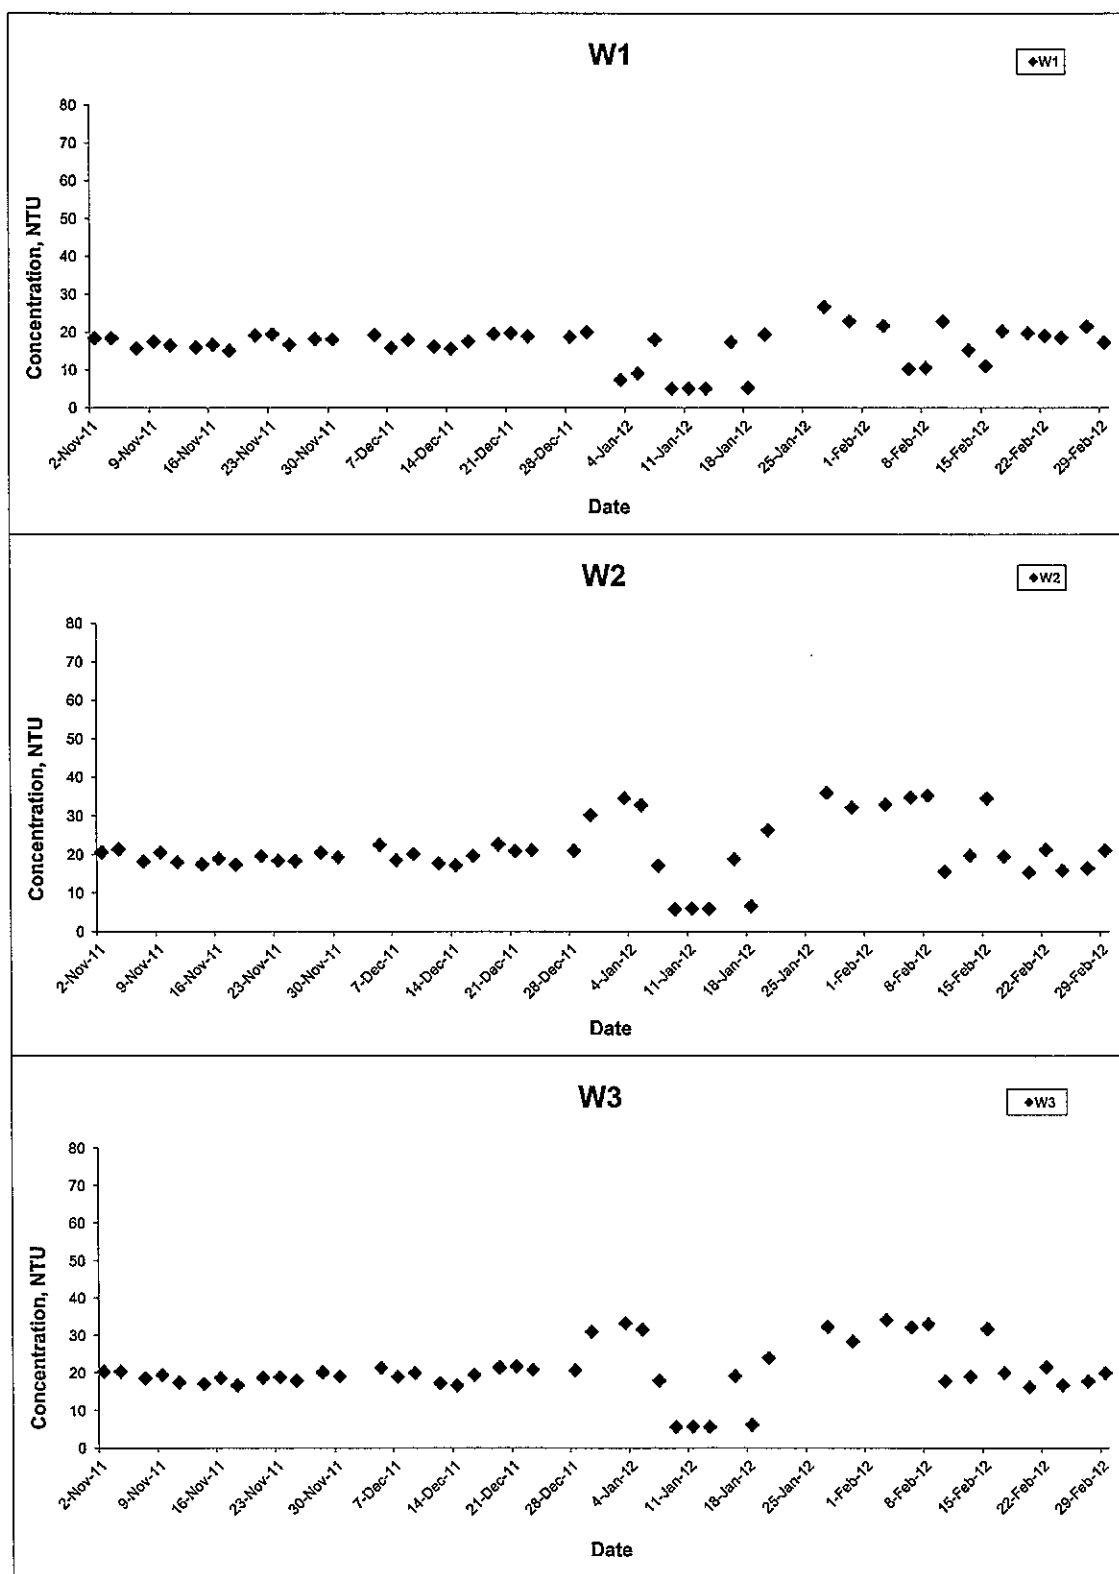 W1
◆W1
80
70
60
50
40
30
20
10
0
Concentration, NTU
2-Nov-11
9-Nov-11
16-Nov-11
23-Nov-11
30-Nov-11
7-Dec-11
14-Dec-11
21-Dec-11
28-Dec-11
4-Jan-12
11-Jan-12
18-Jan-12
25-Jan-12
1-Feb-12
8-Feb-12
15-Feb-12
22-Feb-12
29-Feb-12
Date
W2
◆W2
80
70
60
50
40
30
20
10
0
Concentration, NTU
2-Nov-11
9-Nov-11
16-Nov-11
23-Nov-11
30-Nov-11
7-Dec-11
14-Dec-11
21-Dec-11
28-Dec-11
4-Jan-12
11-Jan-12
18-Jan-12
25-Jan-12
1-Feb-12
8-Feb-12
15-Feb-12
22-Feb-12
29-Feb-12
Date
W3
◆W3
80
70
60
50
40
30
20
10
0
Concentration, NTU
2-Nov-11
9-Nov-11
16-Nov-11
23-Nov-11
30-Nov-11
7-Dec-11
14-Dec-11
21-Dec-11
28-Dec-11
4-Jan-12
11-Jan-12
18-Jan-12
25-Jan-12
1-Feb-12
8-Feb-12
15-Feb-12
22-Feb-12
29-Feb-12
Date